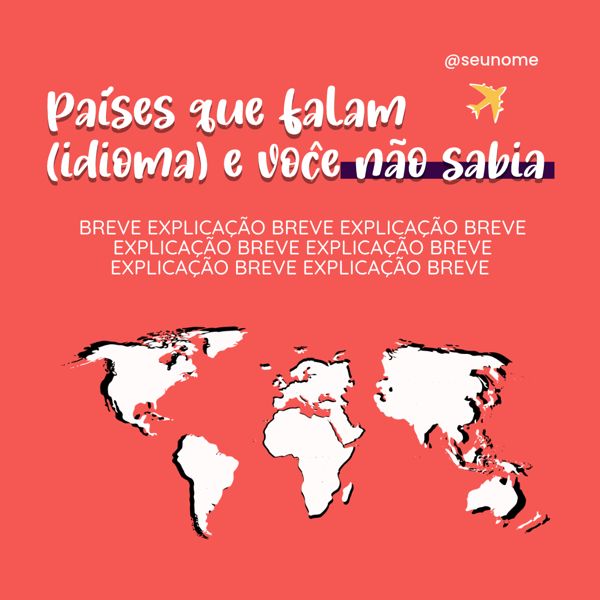 @seunome
Países que falam
(idioma) e você não sabia
BREVE EXPLICAÇÃO BREVE EXPLICAÇÃO BREVE
EXPLICAÇÃO BREVE EXPLICAÇÃO BREVE
EXPLICAÇÃO BREVE EXPLICAÇÃO BREVE